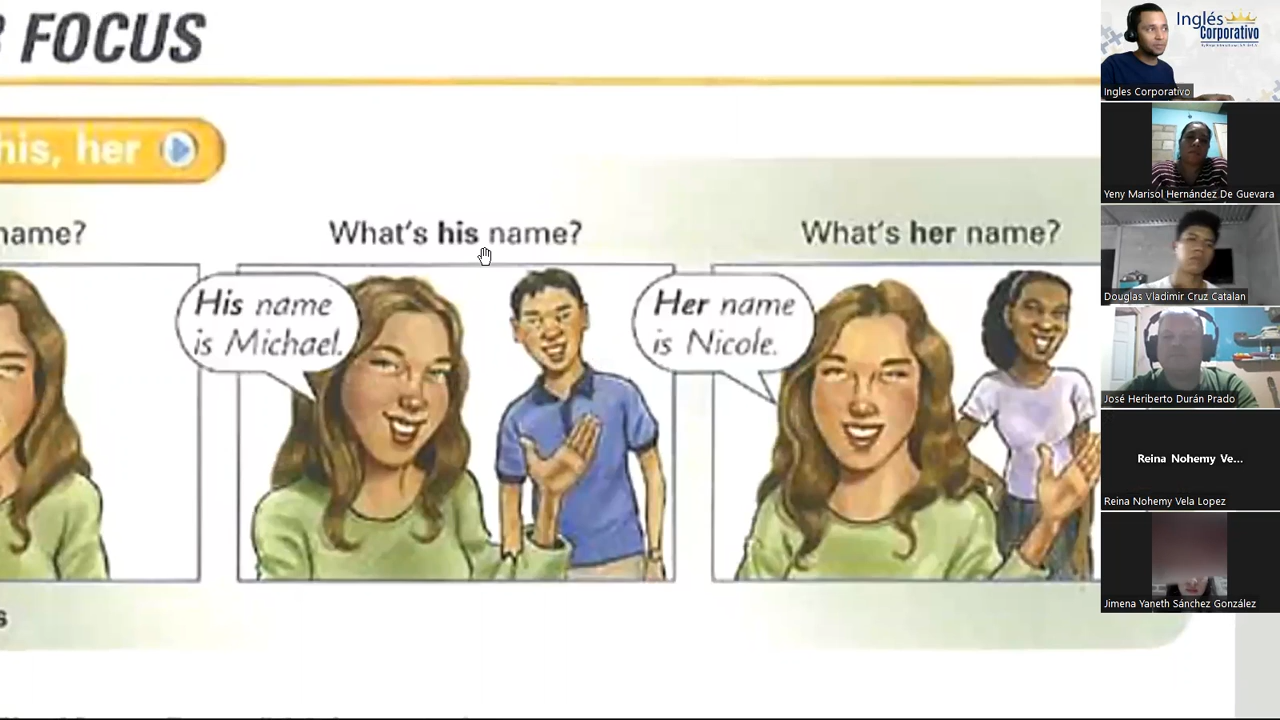 FOCUS
his, her
name?
What's his name?
What's her name?
His name
is Michael.
Her name
is Nicole.
s
Inglés
Corporativo
Ingles Corporativo
Yeny Marisol Hernández De Guevara
Douglas Vladimir Cruz Catalan
José Heriberto Durán Prado
Reina Nohemy Ve...
Reina Nohemy Vela Lopez
Jimena Yaneth Sánchez González